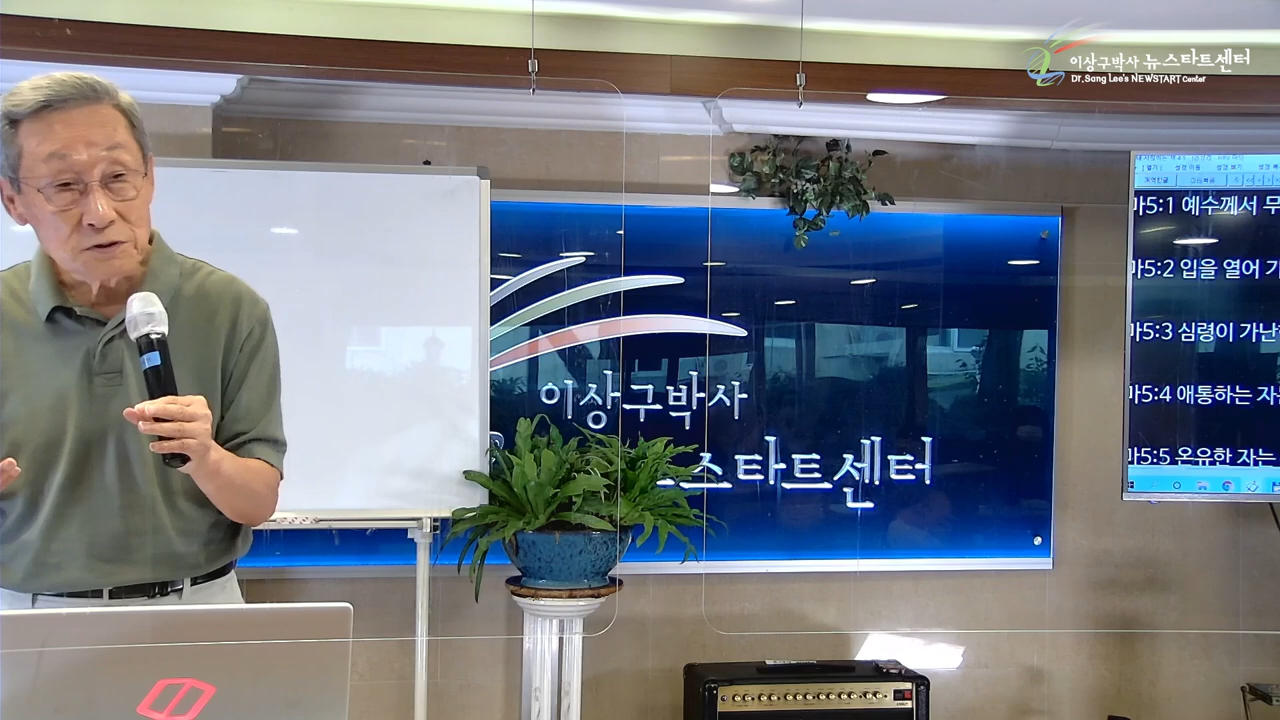 이상구박사 뉴스타트센터
Dr. Sang Lee's NEWSTART Center
이상구박사
스타트센터
마5:1 예수께서 무
마5:2 입을 열어 가
마5:3 심령이 가난
마5:4 애통하는 자
마5:5 온유한 자는